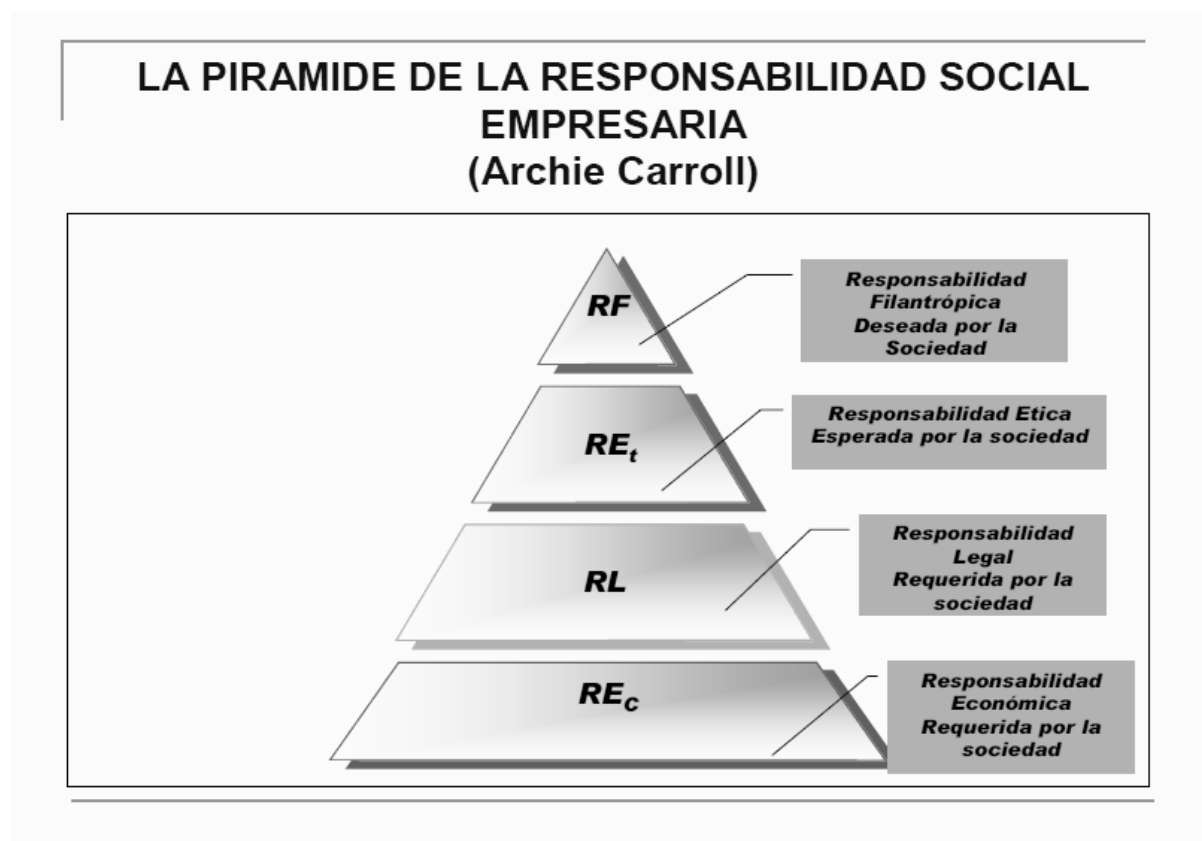 LA PIRAMIDE DE LA RESPONSABILIDAD SOCIAL
EMPRESARIA
(Archie Carroll)
RF
Responsabilidad
Filantrópica
Deseada por la
Sociedad
REt
Responsabilidad Etica
Esperada por la sociedad
RL
Responsabilidad
Legal
Requerida por la
sociedad
REC
Responsabilidad
Económica
Requerida por la
sociedad